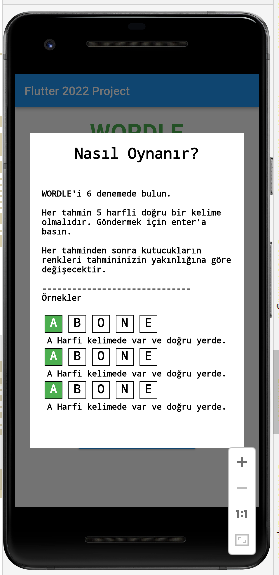 Flutter 2022 Project
WORDLE
Nasıl Oynanır?
WORDLE'i 6 denemede bulun.
Her tahmin 5 harfli doğru bir kelime
olmalıdır. Göndermek için enter'a
basın.
Her tahminden sonra kutucukların
renkleri tahmininizin yakınlığına göre
değişecektir.
------------------------------
Örnekler
A B O N E
A Harfi kelimede var ve doğru yerde.
A B O N E
A Harfi kelimede var ve doğru yerde.
A B O N E
A Harfi kelimede var ve doğru yerde.
1:1